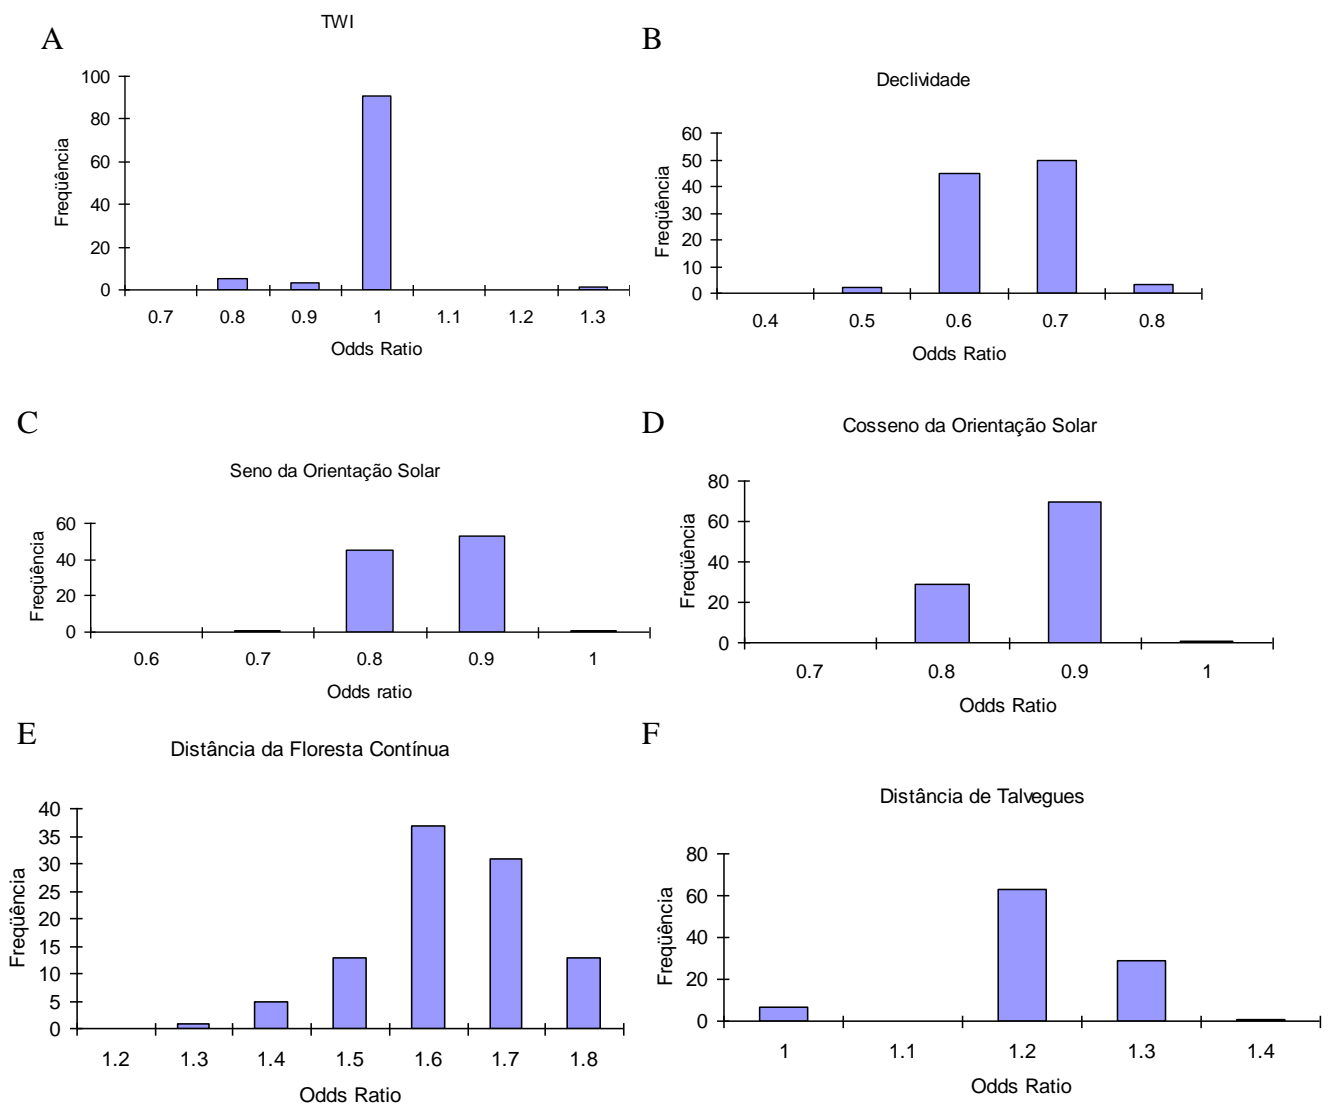 A
TWI
Freqüência
100
80
60
40
20
0
0.7 0.8 0.9 1 1.1 1.2 1.3
Odds Ratio
B
Declividade
Freqüência
60
50
40
30
20
10
0
0.4 0.5 0.6 0.7 0.8
Odds Ratio
C
Seno da Orientação Solar
Freqüência
60
40
20
0
0.6 0.7 0.8 0.9 1
Odds ratio
D
Cosseno da Orientação Solar
Freqüência
80
60
40
20
0
0.7 0.8 0.9 1
Odds Ratio
E
Distância da Floresta Contínua
Freqüência
40
35
30
25
20
15
10
5
0
1.2 1.3 1.4 1.5 1.6 1.7 1.8
Odds Ratio
F
Distância de Talvegues
Freqüência
80
60
40
20
0
1 1.1 1.2 1.3 1.4
Odds Ratio